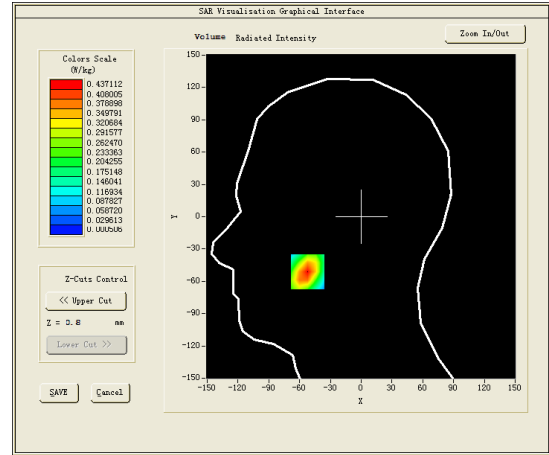 SAR Visualisation Graphical Interface
Volume Radiated Intensity
Zoom In/Out
Colors Scale
(W/kg)
0.437112
0.408005
0.378898
0.349791
0.320684
0.291577
0.262470
0.233363
0.204255
0.175148
0.146041
0.116934
0.087827
0.058720
0.029613
0.000506
Z-Cuts Control
<< Upper Cut
Z = 0.8 mm
Lower Cut >>
SAVE Cancel
150
120
90
60
30
0
-30
-60
-90
-120
-150
Y
-150 -120 -90 -60 -30 0 30 60 90 120 150
X